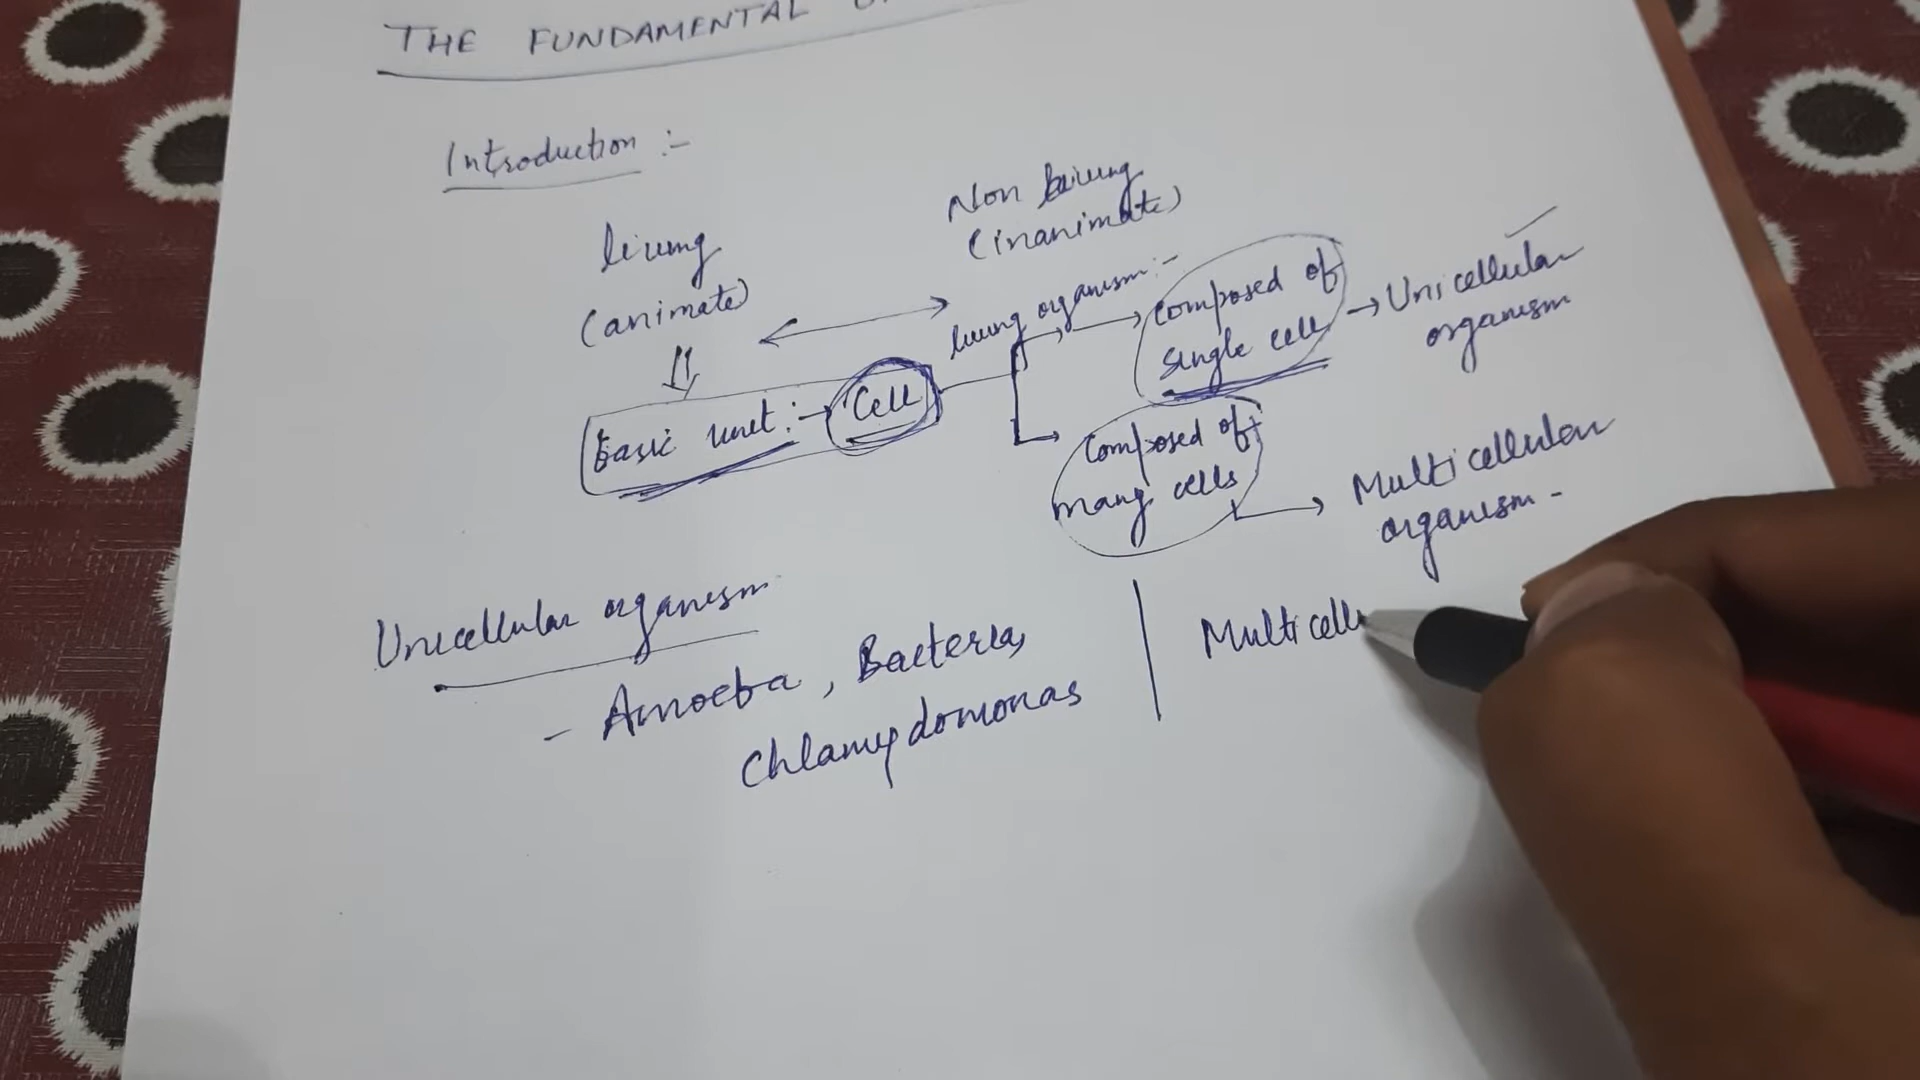 THE FUNDAMENTAL
Introduction :-
living
(animate)
Non living
(inanimate)
Basic unit :- → Cell
living organism :-
Composed of
single cell
→ Unicellular
organism
Composed of
many cells
→ Multicellular
organism -
Unicellular organism
- Amoeba, Bacteria,
Chlamydomonas
Multicellu